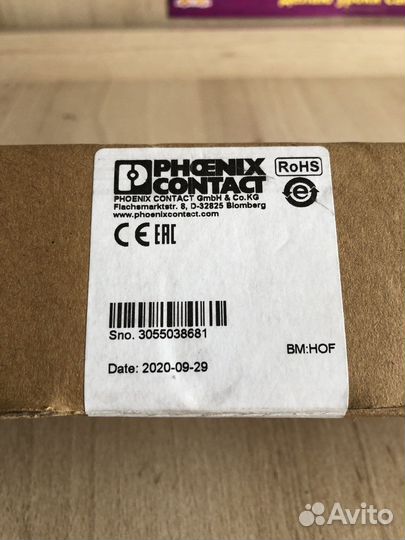 PHŒNIX
CONTACT
RoHS
e
PHOENIX CONTACT GmbH & Co.KG
Flachsmarktstr. 8, D-32825 Blomberg
www.phoenixcontact.com
CE EAC
Sno. 3055038681
BM:HOF
Date: 2020-09-29
Avito